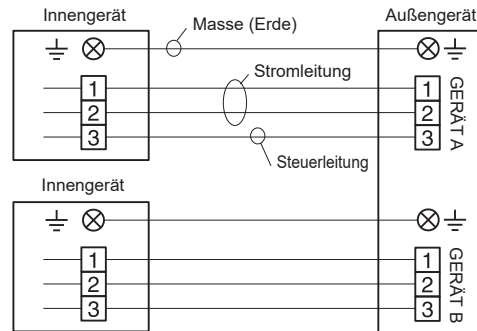 Innengerät
Außengerät
Masse (Erde)
Stromleitung
1 1
2 2
3 3
GERÄT A
Steuerleitung
Innengerät
1 1
2 2
3 3
GERÄT B